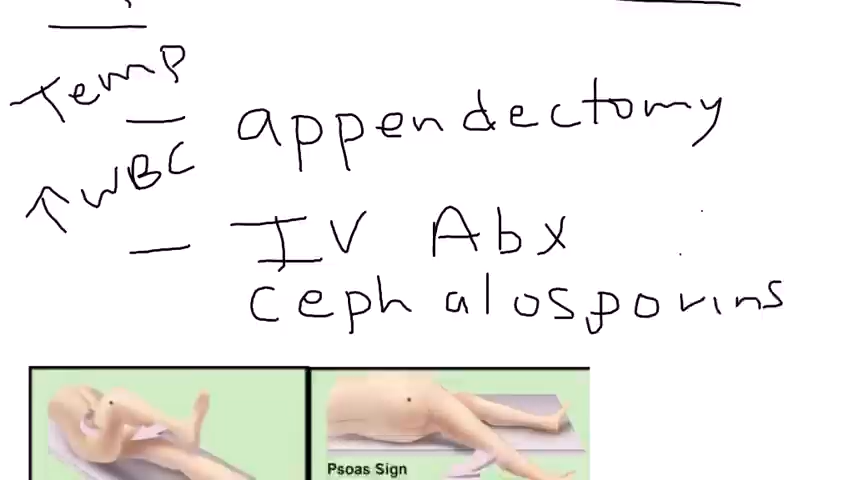 Temp
— appendectomy
↑ WBC
— IV Abx
cephalosporins
Psoas Sign